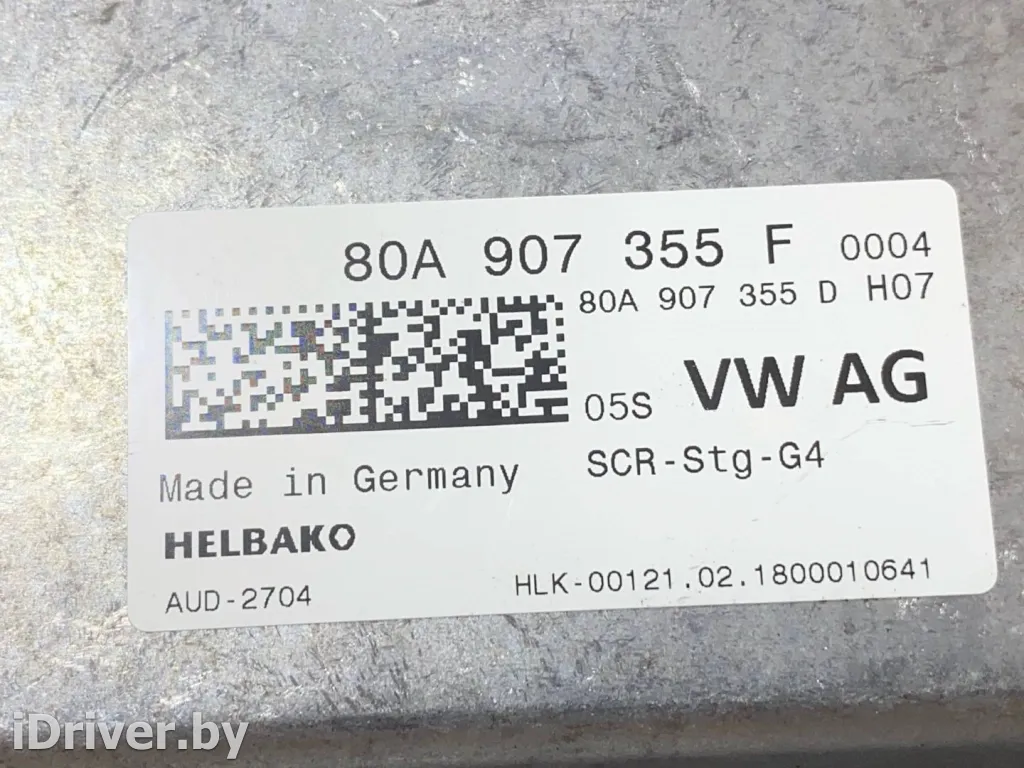 80A 907 355 F 0004
80A 907 355 D H07
05S VW AG
Made in Germany SCR-Stg-G4
HELBAKO
AUD-2704 HLK-00121.02.1800010641
iDriver.by